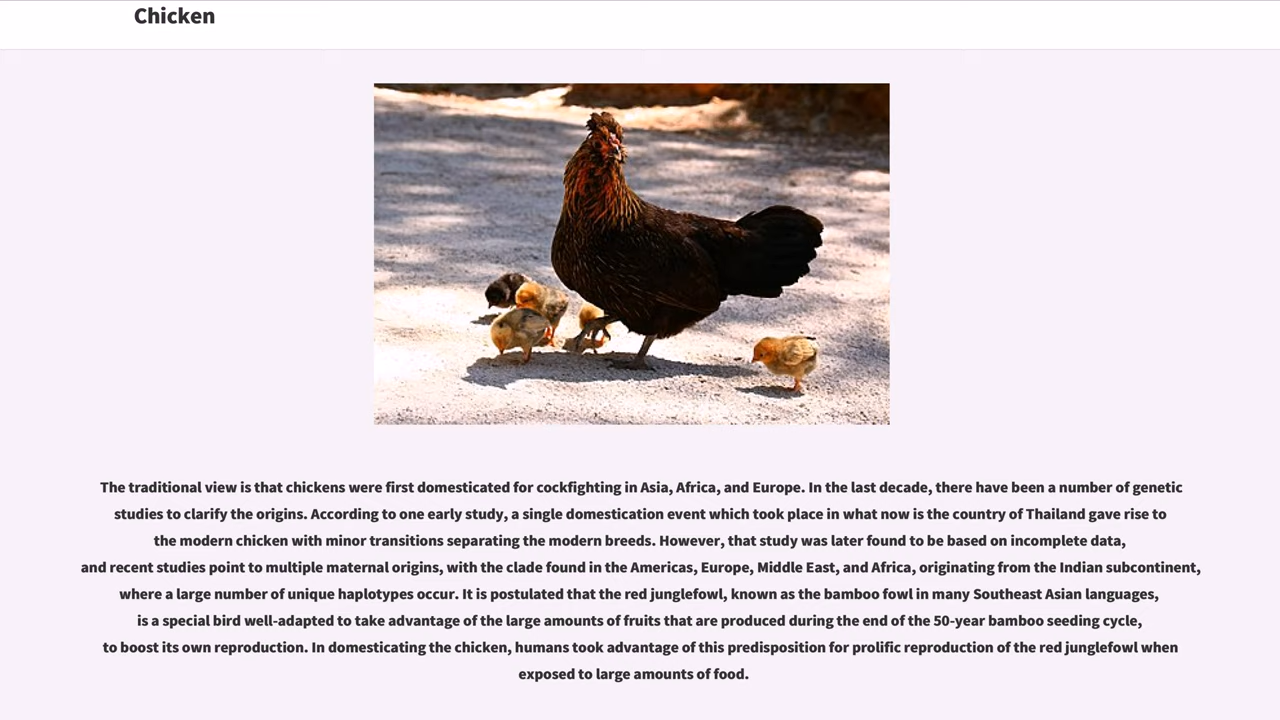 Chicken
The traditional view is that chickens were first domesticated for cockfighting in Asia, Africa, and Europe. In the last decade, there have been a number of genetic
studies to clarify the origins. According to one early study, a single domestication event which took place in what now is the country of Thailand gave rise to
the modern chicken with minor transitions separating the modern breeds. However, that study was later found to be based on incomplete data,
and recent studies point to multiple maternal origins, with the clade found in the Americas, Europe, Middle East, and Africa, originating from the Indian subcontinent,
where a large number of unique haplotypes occur. It is postulated that the red junglefowl, known as the bamboo fowl in many Southeast Asian languages,
is a special bird well-adapted to take advantage of the large amounts of fruits that are produced during the end of the 50-year bamboo seeding cycle,
to boost its own reproduction. In domesticating the chicken, humans took advantage of this predisposition for prolific reproduction of the red junglefowl when
exposed to large amounts of food.